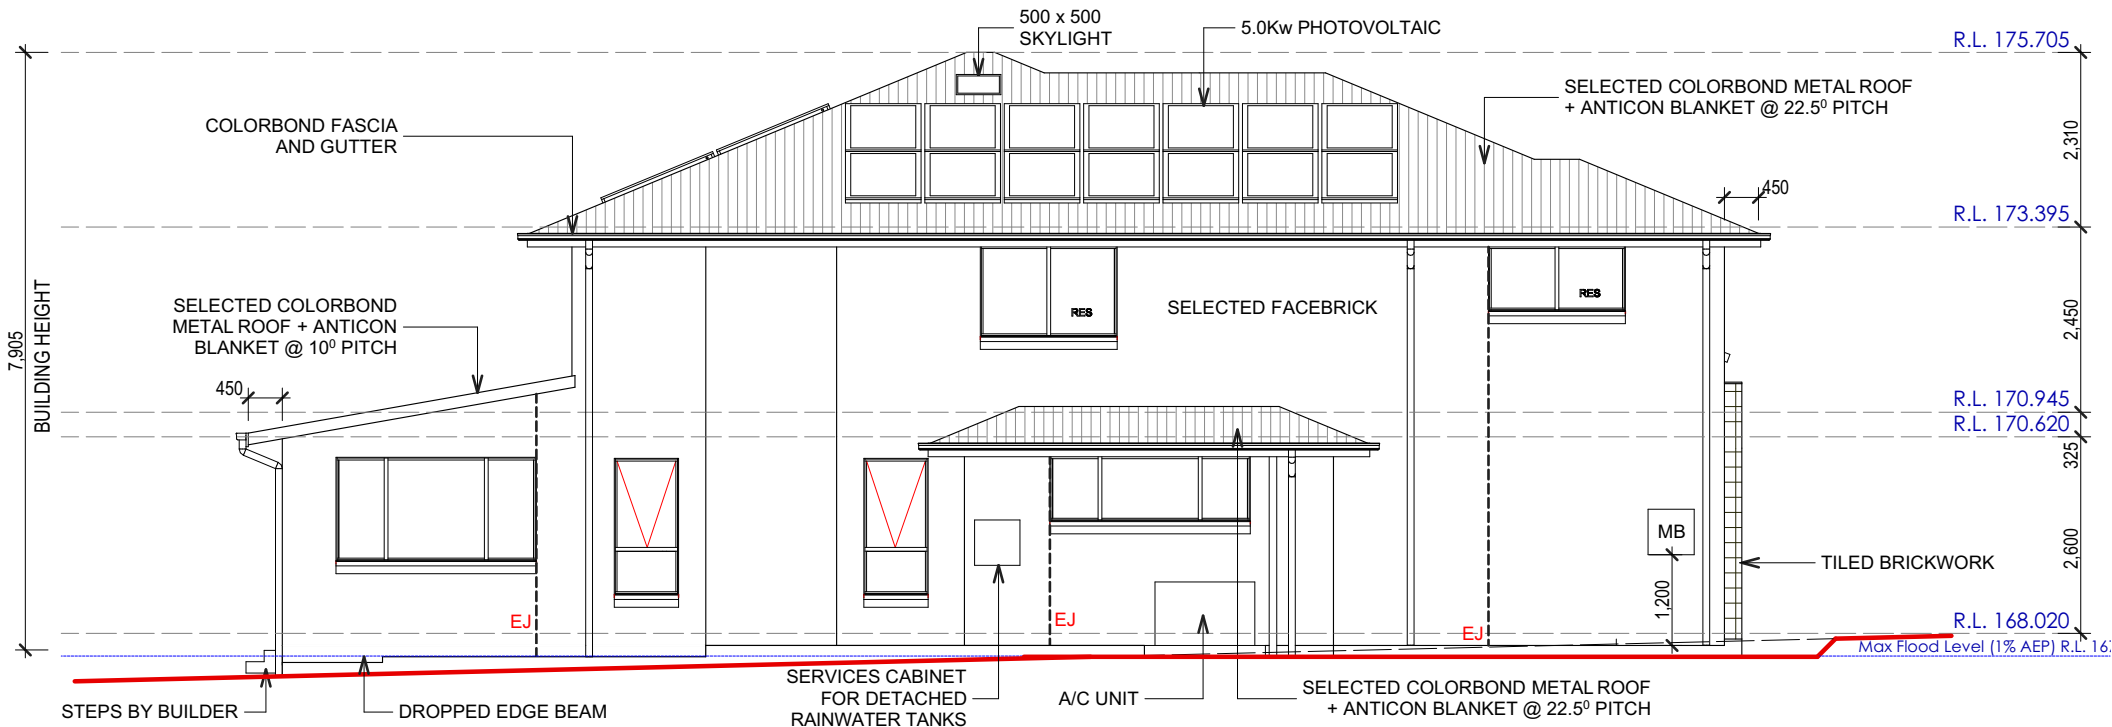 500 x 500
SKYLIGHT
5.0Kw PHOTOVOLTAIC
R.L. 175.705
SELECTED COLORBOND METAL ROOF
+ ANTICON BLANKET @ 22.5⁰ PITCH
COLORBOND FASCIA
AND GUTTER
2,310
450
R.L. 173.395
7,905
BUILDING HEIGHT
SELECTED COLORBOND
METAL ROOF + ANTICON
BLANKET @ 10⁰ PITCH
RES
SELECTED FACEBRICK
RES
2,450
450
R.L. 170.945
R.L. 170.620
325
MB
2,600
TILED BRICKWORK
1,200
EJ
EJ
EJ
R.L. 168.020
Max Flood Level (1% AEP) R.L.
STEPS BY BUILDER
DROPPED EDGE BEAM
SERVICES CABINET
FOR DETACHED
RAINWATER TANKS
A/C UNIT
SELECTED COLORBOND METAL ROOF
+ ANTICON BLANKET @ 22.5⁰ PITCH